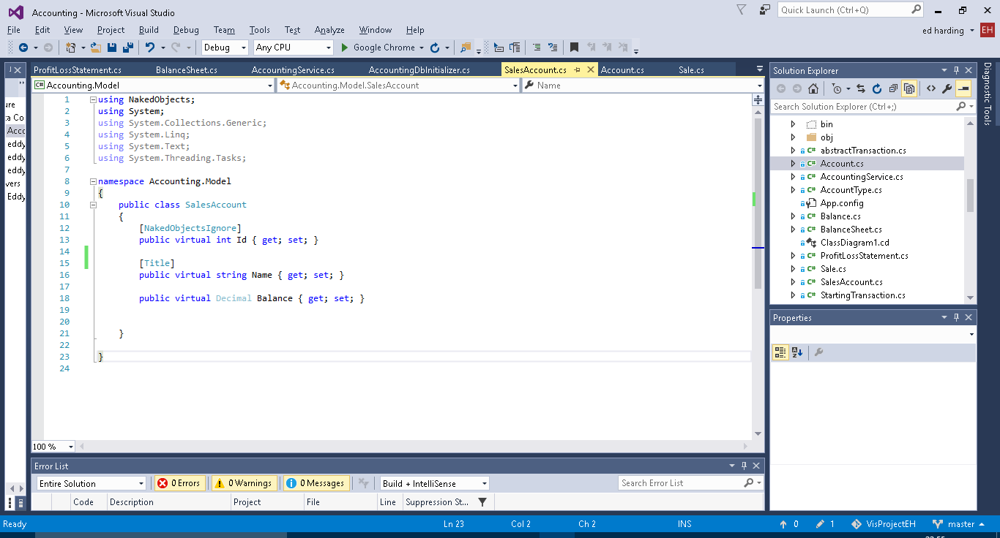 Accounting - Microsoft Visual Studio
Quick Launch (Ctrl+Q)
File Edit View Project Build Debug Team Tools Test Analyze Window Help
ed harding EH
Debug Any CPU Google Chrome
ProfitLossStatement.cs BalanceSheet.cs AccountingService.cs AccountingDbInitializer.cs SalesAccount.cs Account.cs Sale.cs
Accounting.Model Accounting.Model.SalesAccount Name
1 using NakedObjects;
2 using System;
3 using System.Collections.Generic;
4 using System.Linq;
5 using System.Text;
6 using System.Threading.Tasks;
7
8 namespace Accounting.Model
9 {
10 public class SalesAccount
11 {
12 [NakedObjectsIgnore]
13 public virtual int Id { get; set; }
14
15 [Title]
16 public virtual string Name { get; set; }
17
18 public virtual Decimal Balance { get; set; }
19
20
21 }
22
23 }
24
100 %
ure
ta Co
Acco
eddy
eddy
eddy
vers
Eddy
Error List
Entire Solution 0 Errors 0 Warnings 0 Messages Build + IntelliSense Search Error List
Code Description Project File Line Suppression St...
Solution Explorer
Search Solution Explorer (Ctrl+;)
bin
obj
C# abstractTransaction.cs
C# Account.cs
C# AccountingService.cs
C# AccountType.cs
App.config
C# Balance.cs
C# BalanceSheet.cs
ClassDiagram1.cd
C# ProfitLossStatement.cs
C# Sale.cs
C# SalesAccount.cs
C# StartingTransaction.cs
Properties
Diagnostic Tools
Ready Ln 23 Col 2 Ch 2 INS 0 1 VisProjectEH master